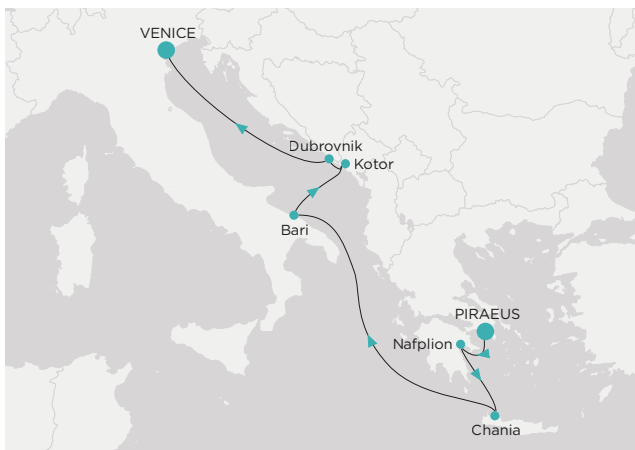 VENICE
Dubrovnik
Kotor
Bari
PIRAEUS
Nafplion
Chania